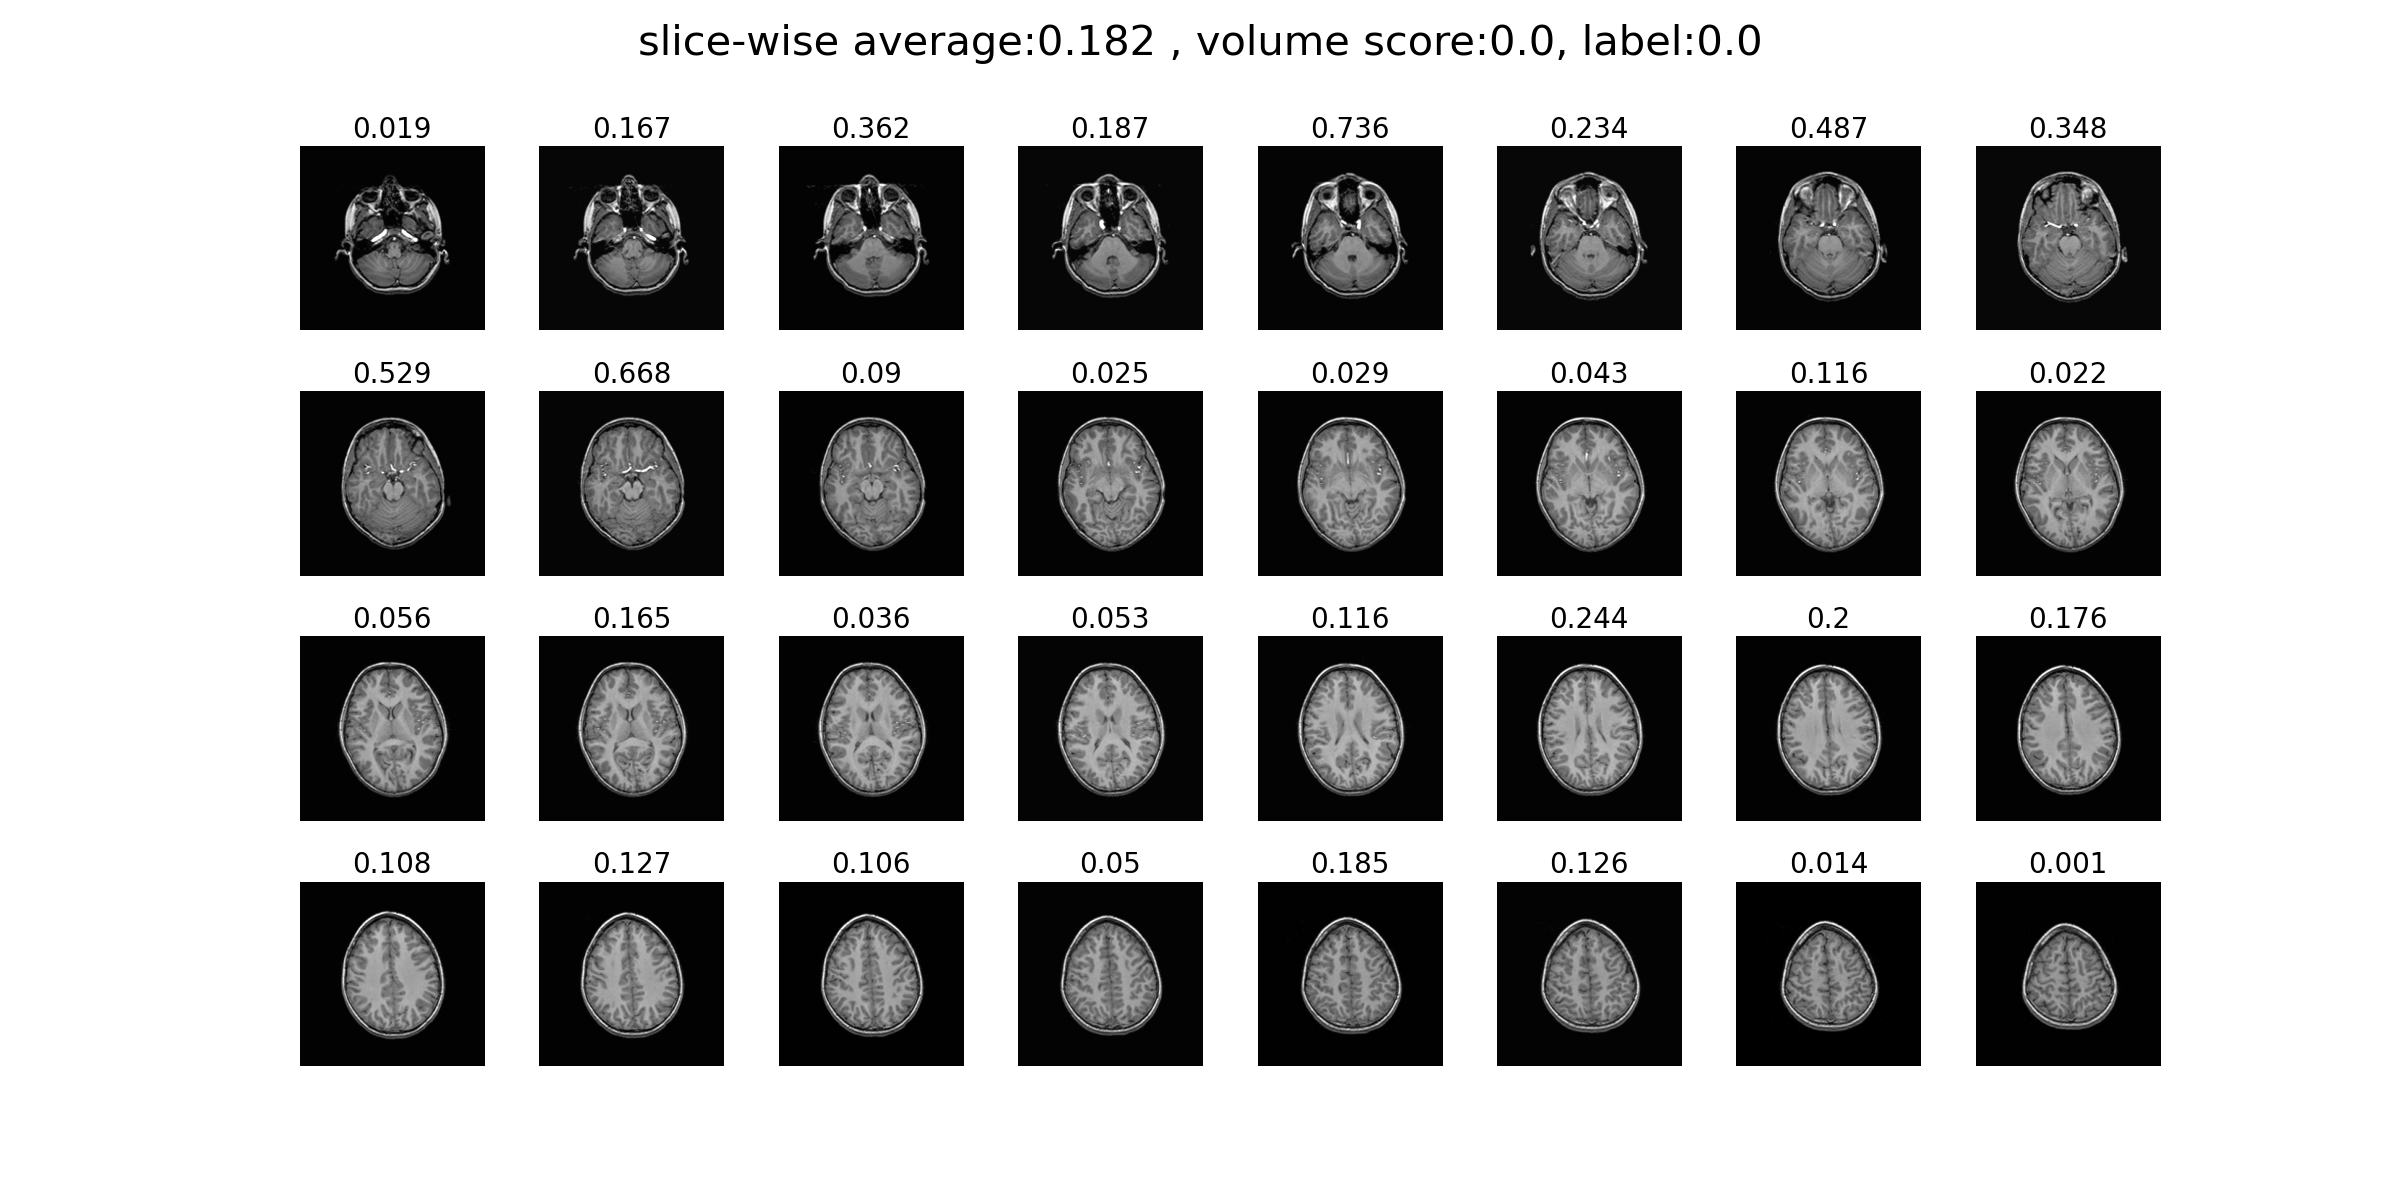 slice-wise average:0.182 , volume score:0.0, label:0.0
0.019 0.167 0.362 0.187 0.736 0.234 0.487 0.348
0.529 0.668 0.09 0.025 0.029 0.043 0.116 0.022
0.056 0.165 0.036 0.053 0.116 0.244 0.2 0.176
0.108 0.127 0.106 0.05 0.185 0.126 0.014 0.001